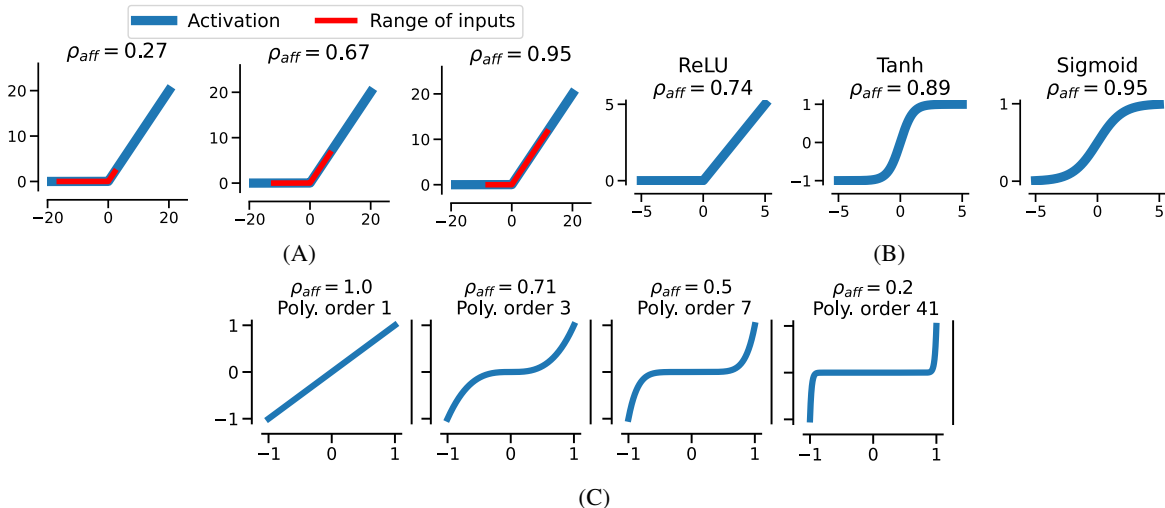 Activation Range of inputs
ρaff = 0.27
20
10
0
−20 0 20
ρaff = 0.67
20
10
0
−20 0 20
ρaff = 0.95
20
10
0
−20 0 20
(A)
ReLU
ρaff = 0.74
5
0
−5 0 5
Tanh
ρaff = 0.89
1
0
−1
−5 0 5
Sigmoid
ρaff = 0.95
1
0
−5 0 5
(B)
ρaff = 1.0
Poly. order 1
1
0
−1
−1 0 1
ρaff = 0.71
Poly. order 3
−1 0 1
ρaff = 0.5
Poly. order 7
−1 0 1
ρaff = 0.2
Poly. order 41
−1 0 1
(C)